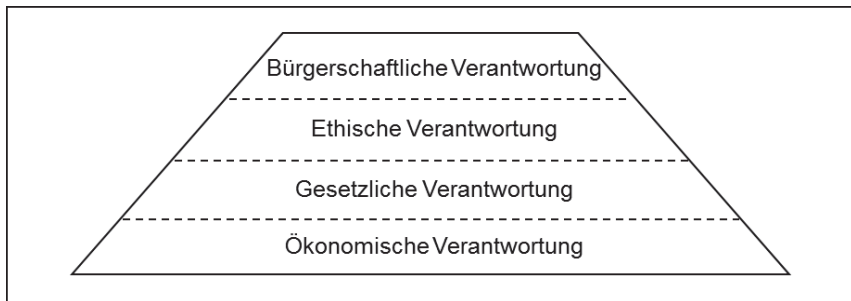 Bürgerschaftliche Verantwortung
Ethische Verantwortung
Gesetzliche Verantwortung
Ökonomische Verantwortung